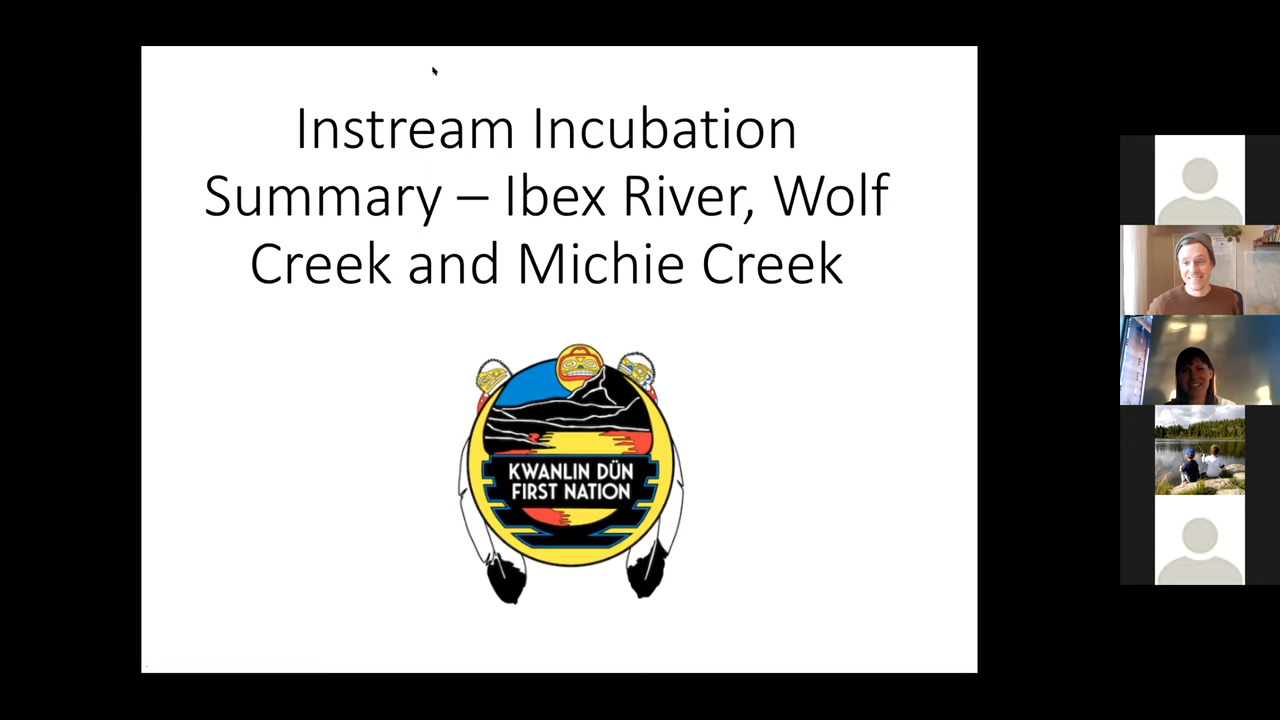 Instream Incubation
Summary – Ibex River, Wolf
Creek and Michie Creek
KWANLIN DÜN
FIRST NATION